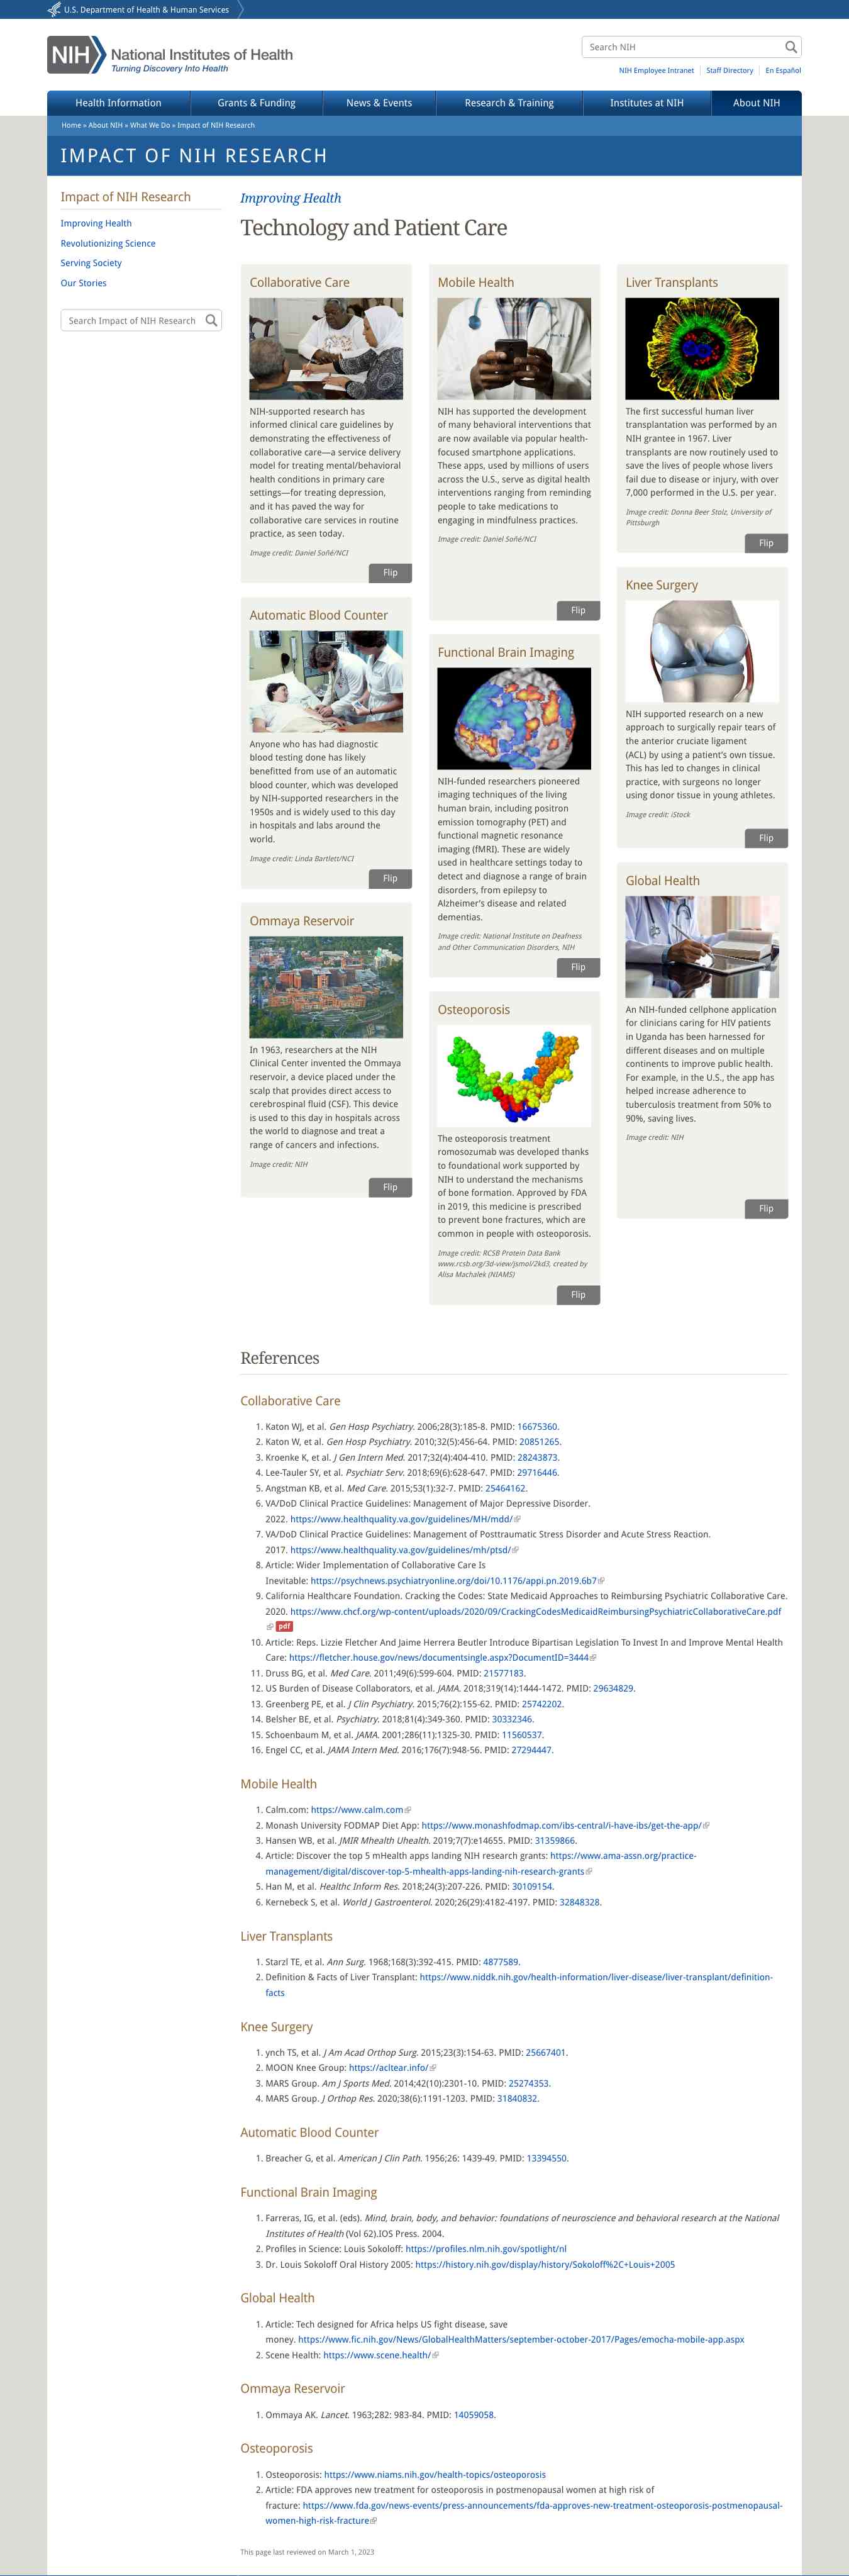 U.S. Department of Health & Human Services
NIH
National Institutes of Health
Turning Discovery Into Health
Search NIH
NIH Employee Intranet
Staff Directory
En Español
Health Information
Grants & Funding
News & Events
Research & Training
Institutes at NIH
About NIH
Home » About NIH » What We Do » Impact of NIH Research
IMPACT OF NIH RESEARCH
Impact of NIH Research
Improving Health
Revolutionizing Science
Serving Society
Our Stories
Search Impact of NIH Research
Improving Health
Technology and Patient Care
Collaborative Care
NIH-supported research has
informed clinical care guidelines by
demonstrating the effectiveness of
collaborative care—a service delivery
model for treating mental/behavioral
health conditions in primary care
settings—for treating depression,
and it has paved the way for
collaborative care services in routine
practice, as seen today.
Image credit: Daniel Soñé/NCI
Flip
Automatic Blood Counter
Anyone who has had diagnostic
blood testing done has likely
benefitted from use of an automatic
blood counter, which was developed
by NIH-supported researchers in the
1950s and is widely used to this day
in hospitals and labs around the
world.
Image credit: Linda Bartlett/NCI
Flip
Ommaya Reservoir
In 1963, researchers at the NIH
Clinical Center invented the Ommaya
reservoir, a device placed under the
scalp that provides direct access to
cerebrospinal fluid (CSF). This device
is used to this day in hospitals across
the world to diagnose and treat a
range of cancers and infections.
Image credit: NIH
Flip
Mobile Health
NIH has supported the development
of many behavioral interventions that
are now available via popular health-
focused smartphone applications.
These apps, used by millions of users
across the U.S., serve as digital health
interventions ranging from reminding
people to take medications to
engaging in mindfulness practices.
Image credit: Daniel Soñé/NCI
Flip
Functional Brain Imaging
NIH-funded researchers pioneered
imaging techniques of the living
human brain, including positron
emission tomography (PET) and
functional magnetic resonance
imaging (fMRI). These are widely
used in healthcare settings today to
detect and diagnose a range of brain
disorders, from epilepsy to
Alzheimer's disease and related
dementias.
Image credit: National Institute on Deafness
and Other Communication Disorders, NIH
Flip
Osteoporosis
The osteoporosis treatment
romosozumab was developed thanks
to foundational work supported by
NIH to understand the mechanisms
of bone formation. Approved by FDA
in 2019, this medicine is prescribed
to prevent bone fractures, which are
common in people with osteoporosis.
Image credit: RCSB Protein Data Bank
www.rcsb.org/3d-view/jsmol/2kd3, created by
Alisa Machalek (NIAMS)
Flip
Liver Transplants
The first successful human liver
transplantation was performed by an
NIH grantee in 1967. Liver
transplants are now routinely used to
save the lives of people whose livers
fail due to disease or injury, with over
7,000 performed in the U.S. per year.
Image credit: Donna Beer Stolz, University of
Pittsburgh
Flip
Knee Surgery
NIH supported research on a new
approach to surgically repair tears of
the anterior cruciate ligament
(ACL) by using a patient's own tissue.
This has led to changes in clinical
practice, with surgeons no longer
using donor tissue in young athletes.
Image credit: iStock
Flip
Global Health
An NIH-funded cellphone application
for clinicians caring for HIV patients
in Uganda has been harnessed for
different diseases and on multiple
continents to improve public health.
For example, in the U.S., the app has
helped increase adherence to
tuberculosis treatment from 50% to
90%, saving lives.
Image credit: NIH
Flip
References
Collaborative Care
1. Katon WJ, et al. Gen Hosp Psychiatry. 2006;28(3):185-8. PMID: 16675360.
2. Katon W, et al. Gen Hosp Psychiatry. 2010;32(5):456-64. PMID: 20851265.
3. Kroenke K, et al. J Gen Intern Med. 2017;32(4):404-410. PMID: 28243873.
4. Lee-Tauler SY, et al. Psychiatr Serv. 2018;69(6):628-647. PMID: 29716446.
5. Angstman KB, et al. Med Care. 2015;53(1):32-7. PMID: 25464162.
6. VA/DoD Clinical Practice Guidelines: Management of Major Depressive Disorder.
2022. https://www.healthquality.va.gov/guidelines/MH/mdd/
7. VA/DoD Clinical Practice Guidelines: Management of Posttraumatic Stress Disorder and Acute Stress Reaction.
2017. https://www.healthquality.va.gov/guidelines/mh/ptsd/
8. Article: Wider Implementation of Collaborative Care Is
Inevitable: https://psychnews.psychiatryonline.org/doi/10.1176/appi.pn.2019.6b7
9. California Healthcare Foundation. Cracking the Codes: State Medicaid Approaches to Reimbursing Psychiatric Collaborative Care.
2020. https://www.chcf.org/wp-content/uploads/2020/09/CrackingCodesMedicaidReimbursingPsychiatricCollaborativeCare.pdf
pdf
10. Article: Reps. Lizzie Fletcher And Jaime Herrera Beutler Introduce Bipartisan Legislation To Invest In and Improve Mental Health
Care: https://fletcher.house.gov/news/documentsingle.aspx?DocumentID=3444
11. Druss BG, et al. Med Care. 2011;49(6):599-604. PMID: 21577183.
12. US Burden of Disease Collaborators, et al. JAMA. 2018;319(14):1444-1472. PMID: 29634829.
13. Greenberg PE, et al. J Clin Psychiatry. 2015;76(2):155-62. PMID: 25742202.
14. Belsher BE, et al. Psychiatry. 2018;81(4):349-360. PMID: 30332346.
15. Schoenbaum M, et al. JAMA. 2001;286(11):1325-30. PMID: 11560537.
16. Engel CC, et al. JAMA Intern Med. 2016;176(7):948-56. PMID: 27294447.
Mobile Health
1. Calm.com: https://www.calm.com
2. Monash University FODMAP Diet App: https://www.monashfodmap.com/ibs-central/i-have-ibs/get-the-app/
3. Hansen WB, et al. JMIR Mhealth Uhealth. 2019;7(7):e14655. PMID: 31359866.
4. Article: Discover the top 5 mHealth apps landing NIH research grants: https://www.ama-assn.org/practice-
management/digital/discover-top-5-mhealth-apps-landing-nih-research-grants
5. Han M, et al. Healthc Inform Res. 2018;24(3):207-226. PMID: 30109154.
6. Kernebeck S, et al. World J Gastroenterol. 2020;26(29):4182-4197. PMID: 32848328.
Liver Transplants
1. Starzl TE, et al. Ann Surg. 1968;168(3):392-415. PMID: 4877589.
2. Definition & Facts of Liver Transplant: https://www.niddk.nih.gov/health-information/liver-disease/liver-transplant/definition-
facts
Knee Surgery
1. ynch TS, et al. J Am Acad Orthop Surg. 2015;23(3):154-63. PMID: 25667401.
2. MOON Knee Group: https://acltear.info/
3. MARS Group. Am J Sports Med. 2014;42(10):2301-10. PMID: 25274353.
4. MARS Group. J Orthop Res. 2020;38(6):1191-1203. PMID: 31840832.
Automatic Blood Counter
1. Breacher G, et al. American J Clin Path. 1956;26: 1439-49. PMID: 13394550.
Functional Brain Imaging
1. Farreras, IG, et al. (eds). Mind, brain, body, and behavior: foundations of neuroscience and behavioral research at the National
Institutes of Health (Vol 62).IOS Press. 2004.
2. Profiles in Science: Louis Sokoloff: https://profiles.nlm.nih.gov/spotlight/nl
3. Dr. Louis Sokoloff Oral History 2005: https://history.nih.gov/display/history/Sokoloff%2C+Louis+2005
Global Health
1. Article: Tech designed for Africa helps US fight disease, save
money. https://www.fic.nih.gov/News/GlobalHealthMatters/september-october-2017/Pages/emocha-mobile-app.aspx
2. Scene Health: https://www.scene.health/
Ommaya Reservoir
1. Ommaya AK. Lancet. 1963;282: 983-84. PMID: 14059058.
Osteoporosis
1. Osteoporosis: https://www.niams.nih.gov/health-topics/osteoporosis
2. Article: FDA approves new treatment for osteoporosis in postmenopausal women at high risk of
fracture: https://www.fda.gov/news-events/press-announcements/fda-approves-new-treatment-osteoporosis-postmenopausal-
women-high-risk-fracture
This page last reviewed on March 1, 2023